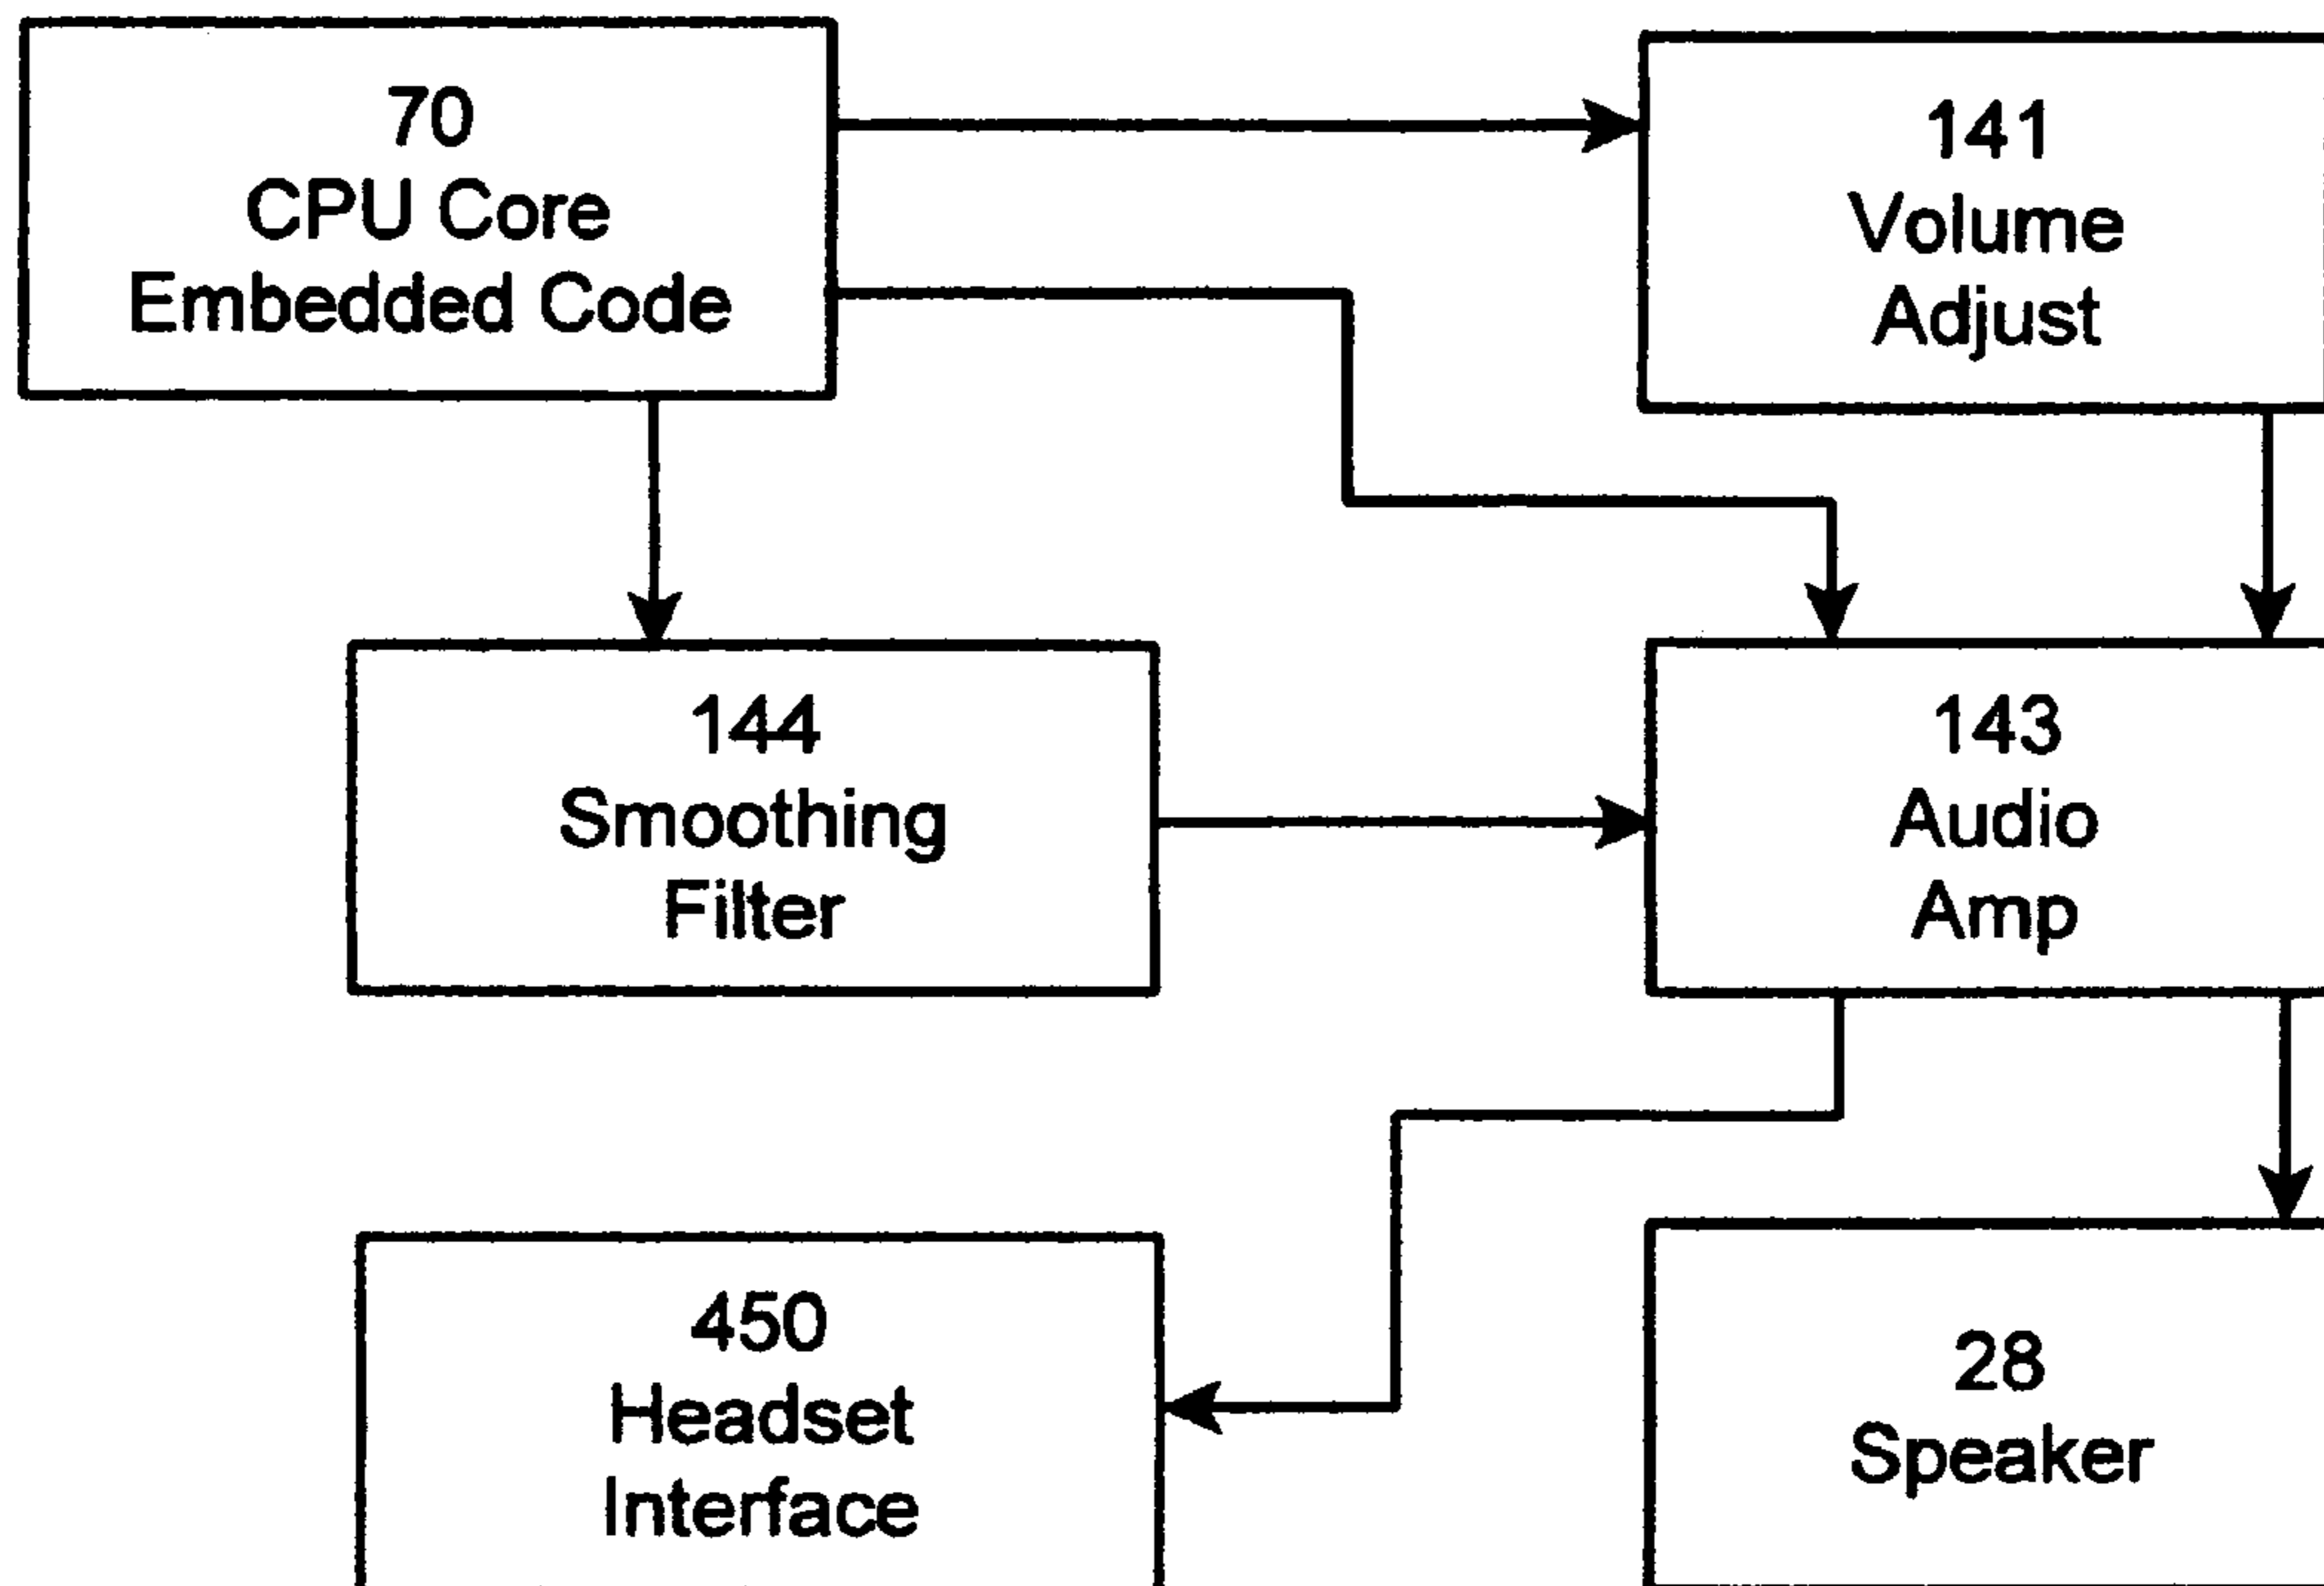 70
CPU Core
Embedded Code
141
Volume
Adjust
144
Smoothing
Filter
143
Audio
Amp
450
Headset
Interface
28
Speaker